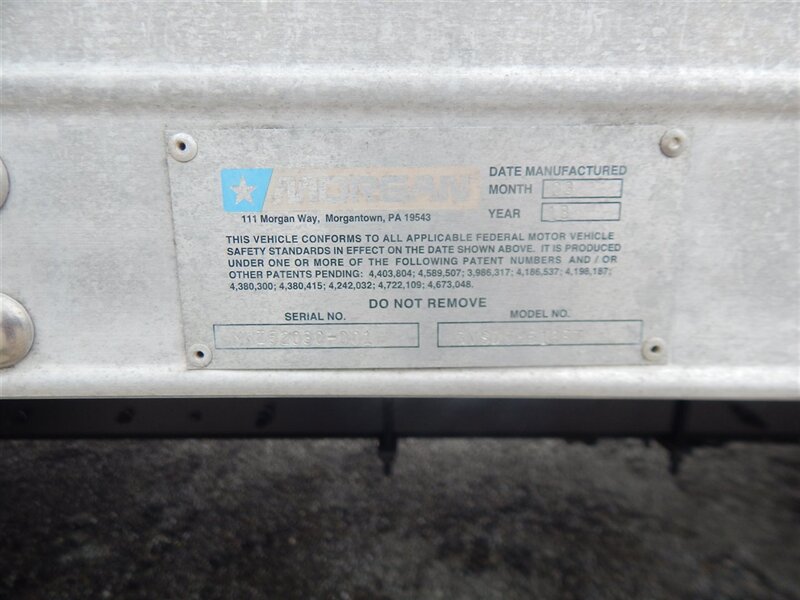 MORGAN
DATE MANUFACTURED
MONTH
YEAR
111 Morgan Way, Morgantown, PA 19543
THIS VEHICLE CONFORMS TO ALL APPLICABLE FEDERAL MOTOR VEHICLE
SAFETY STANDARDS IN EFFECT ON THE DATE SHOWN ABOVE. IT IS PRODUCED
UNDER ONE OR MORE OF THE FOLLOWING PATENT NUMBERS AND / OR
OTHER PATENTS PENDING: 4,403,804; 4,589,507; 3,986,317; 4,186,537; 4,198,187;
4,380,300; 4,380,415; 4,242,032; 4,722,109; 4,673,048.
DO NOT REMOVE
SERIAL NO.
MODEL NO.